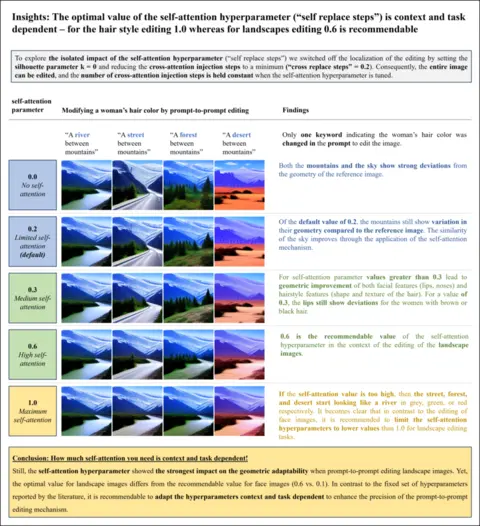 Insights: The optimal value of the self-attention hyperparameter (“self replace steps”) is context and task
dependent – for the hair style editing 1.0 whereas for landscapes editing 0.6 is recommendable
To explore the isolated impact of the self-attention hyperparameter (“self replace steps”) we switched off the localization of the editing by setting the
silhouette parameter k = 0 and reducing the cross-attention injection steps to a minimum (“cross replace steps” = 0.2). Consequently, the entire image
can be edited, and the number of cross-attention injection steps is held constant when the self-attention hyperparameter is tuned.
self-attention
parameter
Modifying a woman’s hair color by prompt-to-prompt editing
Findings
“A river
between
mountains”
“A street
between
mountains”
“A forest
between
mountains”
“A desert
between
mountains”
Only one keyword indicating the woman’s hair color was
changed in the prompt to edit the image.
0.0
No self-
attention
Both the mountains and the sky show strong deviations from
the geometry of the reference image.
0.2
Limited self-
attention
(default)
Of the default value of 0.2, the mountains still show variation in
their geometry compared to the reference image. The similarity
of the sky improves through the application of the self-attention
mechanism.
0.3
Medium self-
attention
For self-attention parameter values greater than 0.3 lead to
geometric improvement of both facial features (lips, noses) and
hairstyle features (shape and texture of the hair). For a value of
0.3, the lips still show deviations for the women with brown or
black hair.
0.6
High self-
attention
0.6 is the recommendable value of the self-attention
hyperparameter in the context of the editing of the landscape
images.
1.0
Maximum
self-attention
If the self-attention value is too high, then the street, forest,
and desert start looking like a river in grey, green, or red
respectively. It becomes clear that in contrast to the editing of
face images, it is recommended to limit the self-attention
hyperparameters to lower values than 1.0 for landscape editing
tasks.
Conclusion: How much self-attention you need is context and task dependent!
Still, the self-attention hyperparameter showed the strongest impact on the geometric adaptability when prompt-to-prompt editing landscape images. Yet,
the optimal value for landscape images differs from the recommendable value for face images (0.6 vs. 0.1). In contrast to the fixed set of hyperparameters
reported by the literature, it is recommendable to adapt the hyperparameters context and task dependent to enhance the precision of the prompt-to-prompt
editing mechanism.